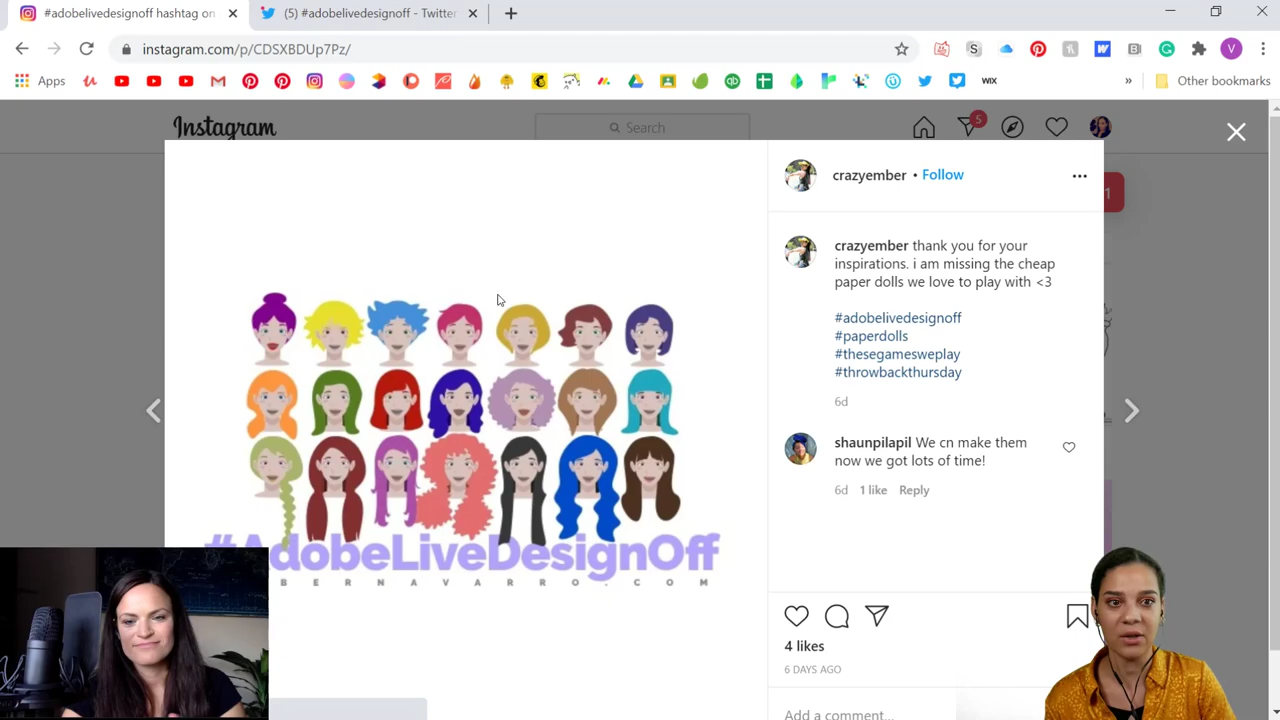 #adobelivedesignoff hashtag on
(5) #adobelivedesignoff - Twitter
instagram.com/p/CDSXBDUp7Pz/
V
Apps
WIX
Other bookmarks
Instagram
Search
5
crazyember • Follow
1
crazyember thank you for your
inspirations. i am missing the cheap
paper dolls we love to play with <3
#adobelivedesignoff
#paperdolls
#thesegamesweplay
#throwbackthursday
6d
shaunpilapil We cn make them
now we got lots of time!
6d 1 like Reply
#AdobeLiveDesignOff
BERNAVARRO.COM
4 likes
6 DAYS AGO
Add a comment...